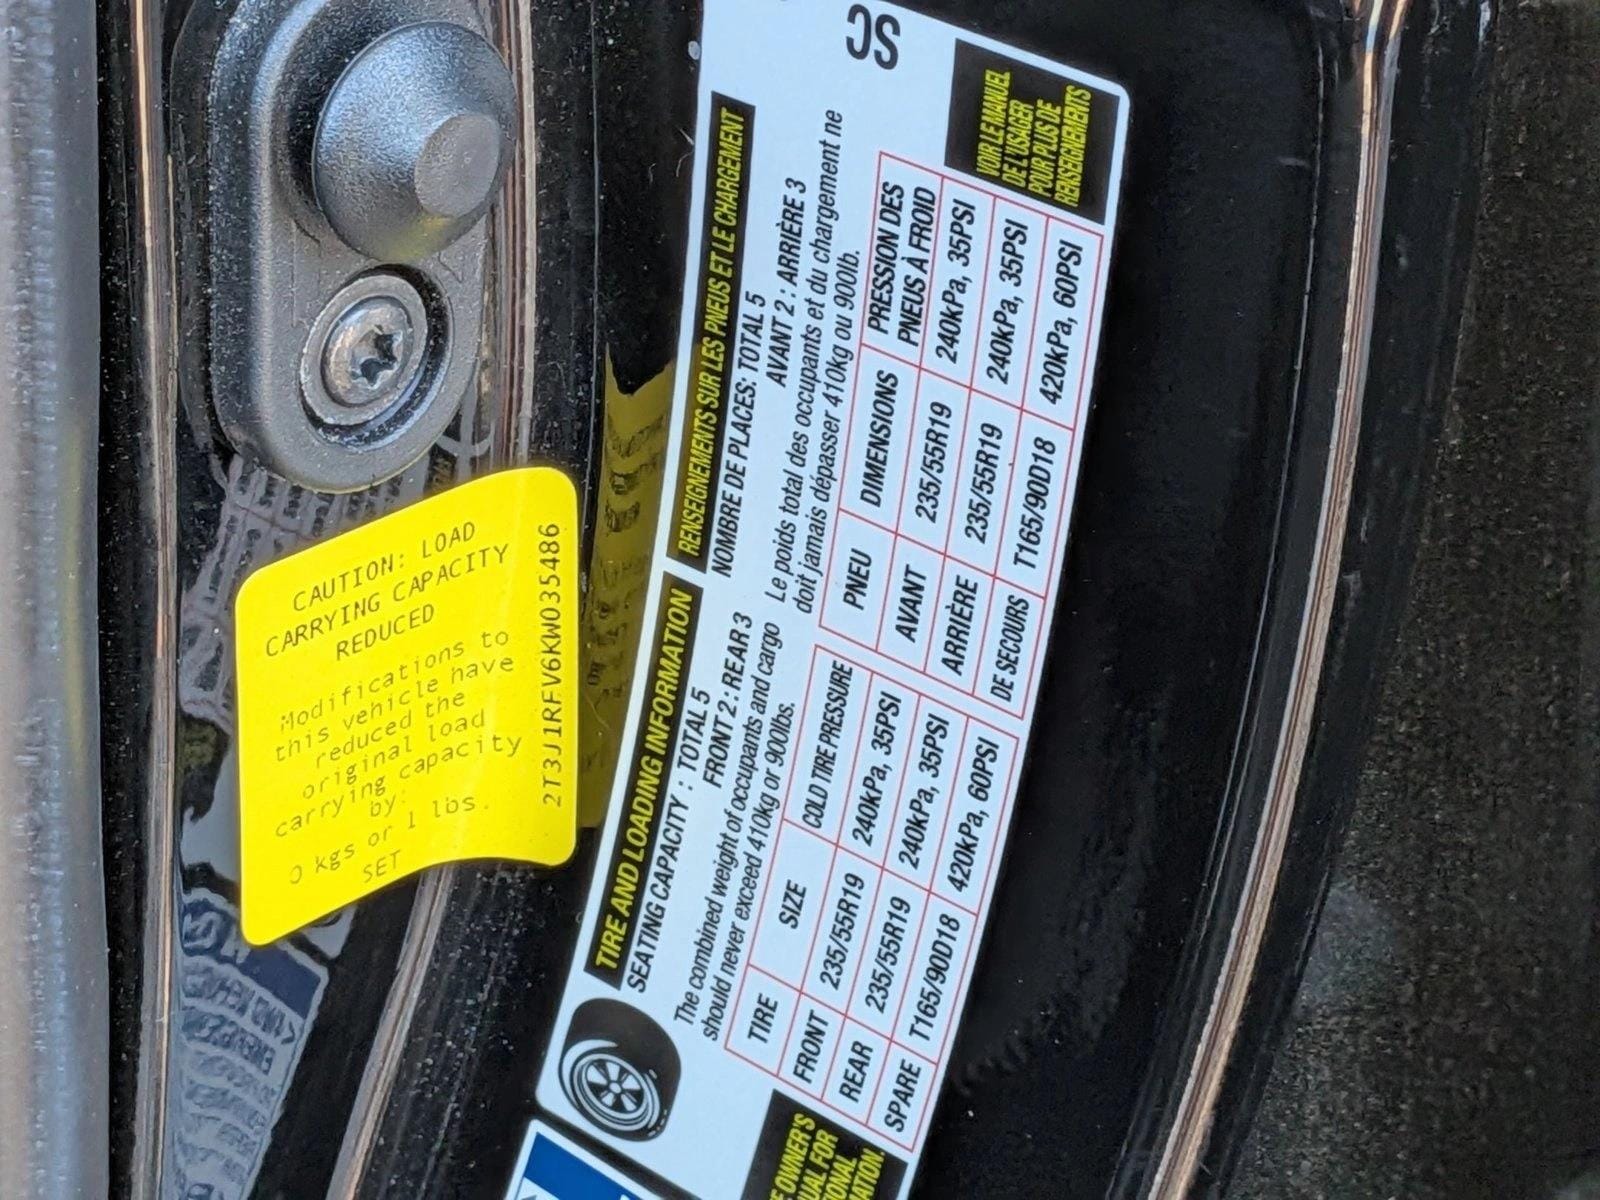 CAUTION: LOAD
CARRYING CAPACITY
REDUCED
Modifications to
this vehicle have
reduced the
original load
carrying capacity
by:
0 kgs or 1 lbs.
SET
2T3J1RFV6KW035486
TIRE AND LOADING INFORMATION
SEATING CAPACITY : TOTAL 5
FRONT 2 : REAR 3
The combined weight of occupants and cargo
should never exceed 410kg or 900lbs.
TIRE SIZE COLD TIRE PRESSURE
FRONT 235/55R19 240kPa, 35PSI
REAR 235/55R19 240kPa, 35PSI
SPARE T165/90D18 420kPa, 60PSI
OWNER'S
FOR
RENSEIGNEMENTS SUR LES PNEUS ET LE CHARGEMENT
NOMBRE DE PLACES: TOTAL 5
AVANT 2 : ARRIÈRE 3
Le poids total des occupants et du chargement ne
doit jamais dépasser 410kg ou 900lb.
PNEU DIMENSIONS PRESSION DES
PNEUS À FROID
AVANT 235/55R19 240kPa, 35PSI
ARRIÈRE 235/55R19 240kPa, 35PSI
DE SECOURS T165/90D18 420kPa, 60PSI
VOIR LE MANUEL
DE L'USAGER
POUR PLUS DE
RENSEIGNEMENTS
SC